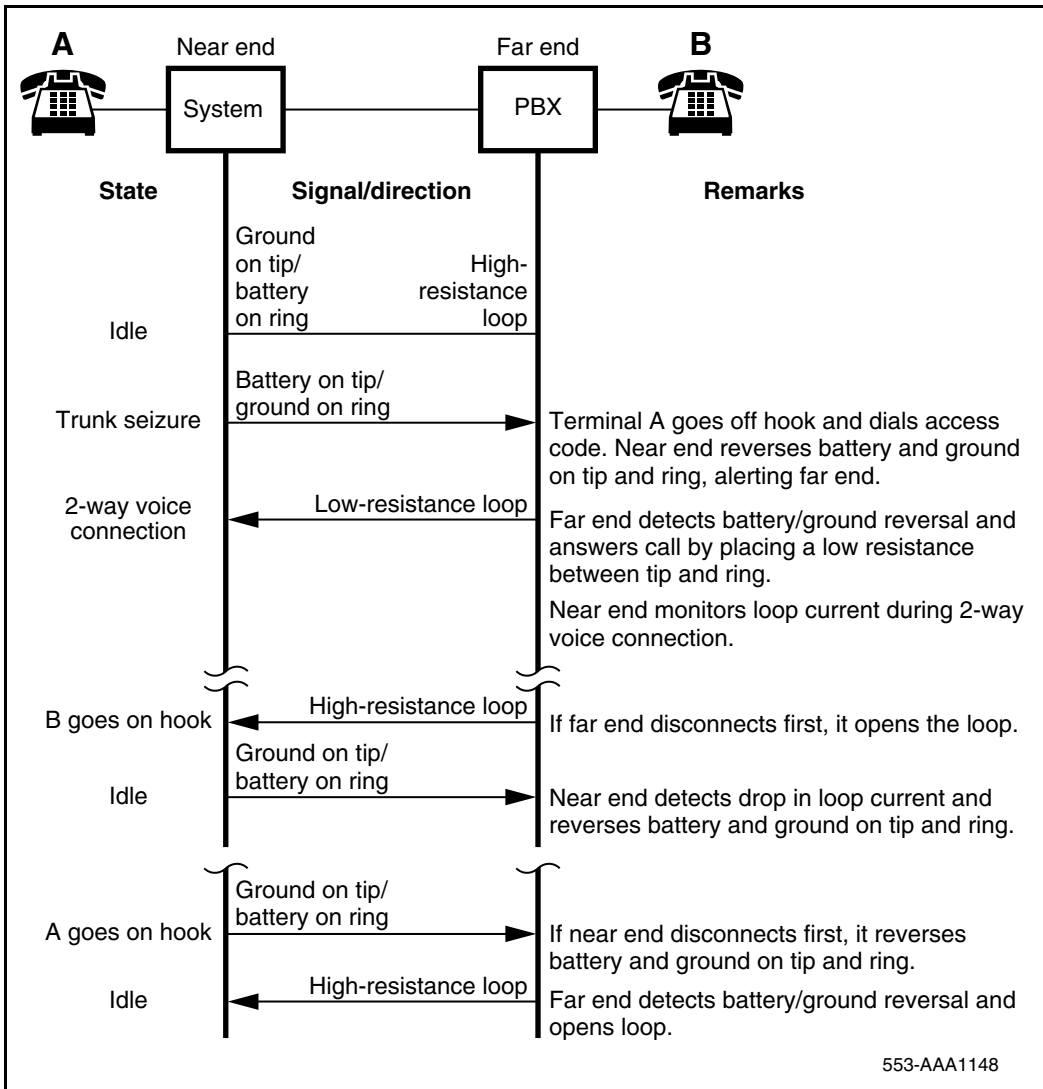 A Near end Far end B
System PBX
State Signal/direction Remarks
Ground
on tip/
battery
on ring
High-
resistance
loop
Idle
Battery on tip/
ground on ring
Trunk seizure
Terminal A goes off hook and dials access
code. Near end reverses battery and ground
on tip and ring, alerting far end.
2-way voice
connection
Low-resistance loop
Far end detects battery/ground reversal and
answers call by placing a low resistance
between tip and ring.
Near end monitors loop current during 2-way
voice connection.
B goes on hook
High-resistance loop
If far end disconnects first, it opens the loop.
Ground on tip/
battery on ring
Idle
Near end detects drop in loop current and
reverses battery and ground on tip and ring.
Ground on tip/
battery on ring
A goes on hook
If near end disconnects first, it reverses
battery and ground on tip and ring.
Idle
High-resistance loop
Far end detects battery/ground reversal and
opens loop.
553-AAA1148